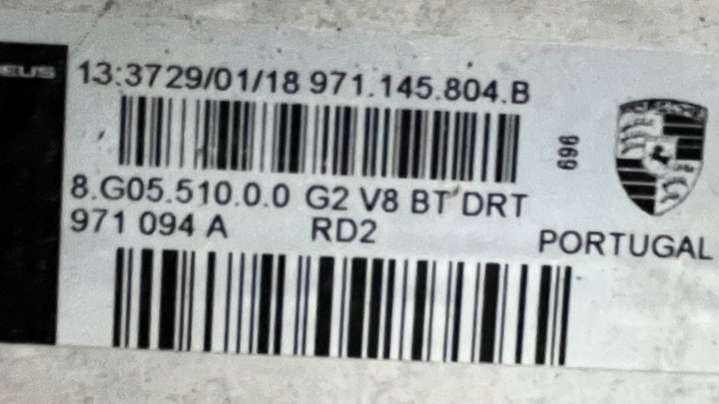 13:3729/01/18 971.145.804.B
8.G05.510.0.0 G2 V8 BT DRT
971 094 A RD2
696
PORTUGAL